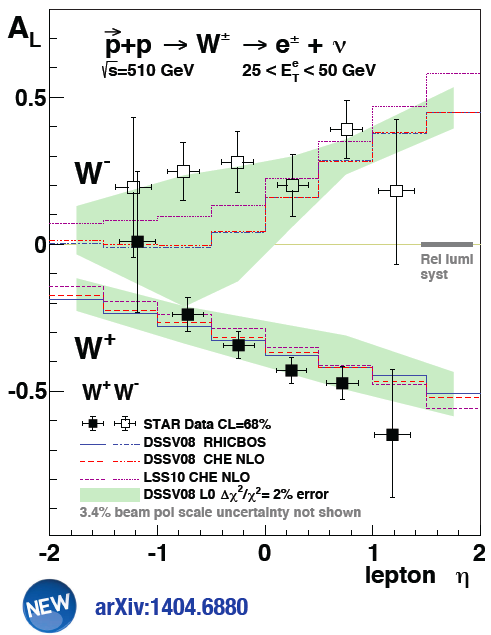 A_L
p⃗+p → W± → e± + ν
√s=510 GeV 25 < E_T^e < 50 GeV
0.5
W⁻
0
Rel lumi
syst
W⁺
-0.5
W⁺ W⁻
STAR Data CL=68%
DSSV08 RHICBOS
DSSV08 CHE NLO
LSS10 CHE NLO
DSSV08 L0 Δχ²/χ²= 2% error
3.4% beam pol scale uncertainty not shown
-2 -1 0 1 2
lepton η
NEW arXiv:1404.6880